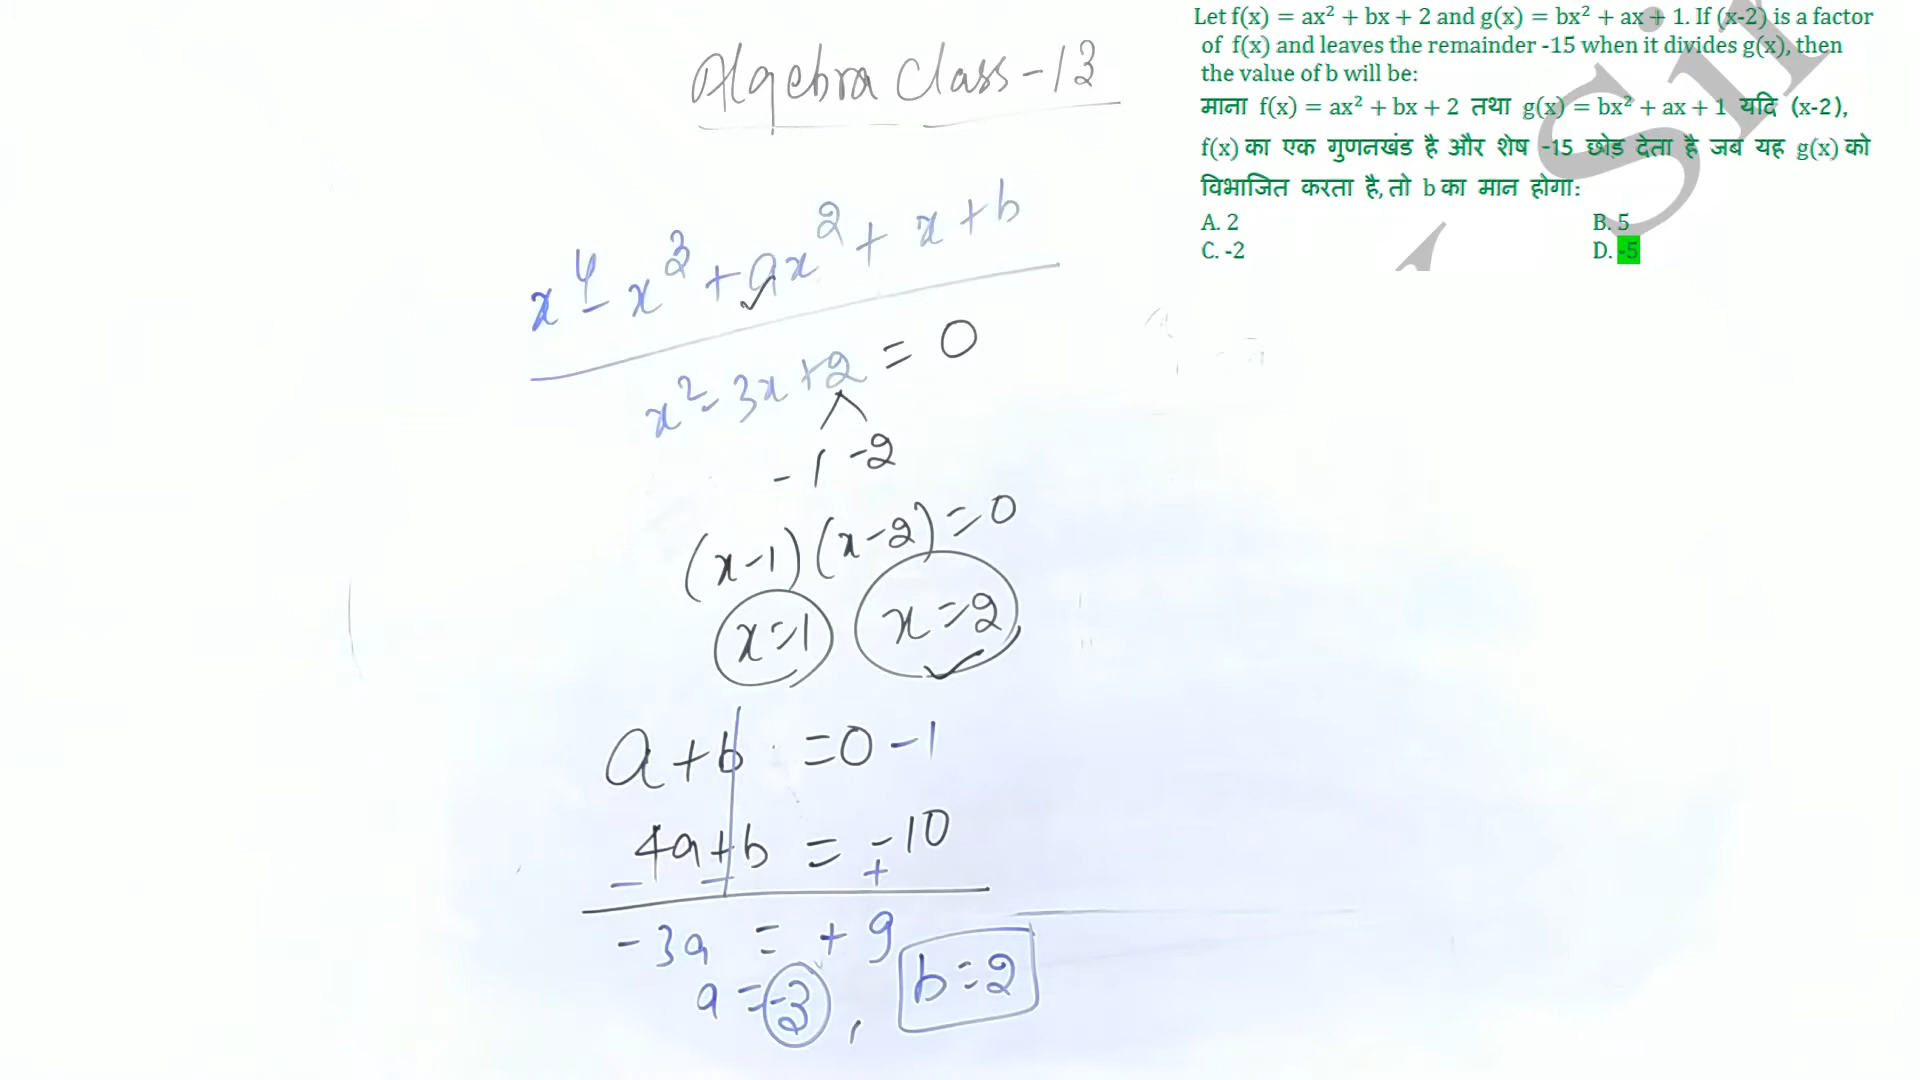 Algebra Class-13
x⁴ - x³ + ax² + x + b
x² - 3x + 2 = 0
-1 -2
(x-1)(x-2) = 0
x=1 x=2
a+b = 0-1
4a+b = -10
- - +
-3a = +9
a = -3, b=2
Let f(x) = ax² + bx + 2 and g(x) = bx² + ax + 1. If (x-2) is a factor
of f(x) and leaves the remainder -15 when it divides g(x), then
the value of b will be:
माना f(x) = ax² + bx + 2 तथा g(x) = bx² + ax + 1 यदि (x-2),
f(x) का एक गुणनखंड है और शेष -15 छोड़ देता है जब यह g(x) को
विभाजित करता है, तो b का मान होगा:
A. 2 B. 5
C. -2 D. -5
Sir